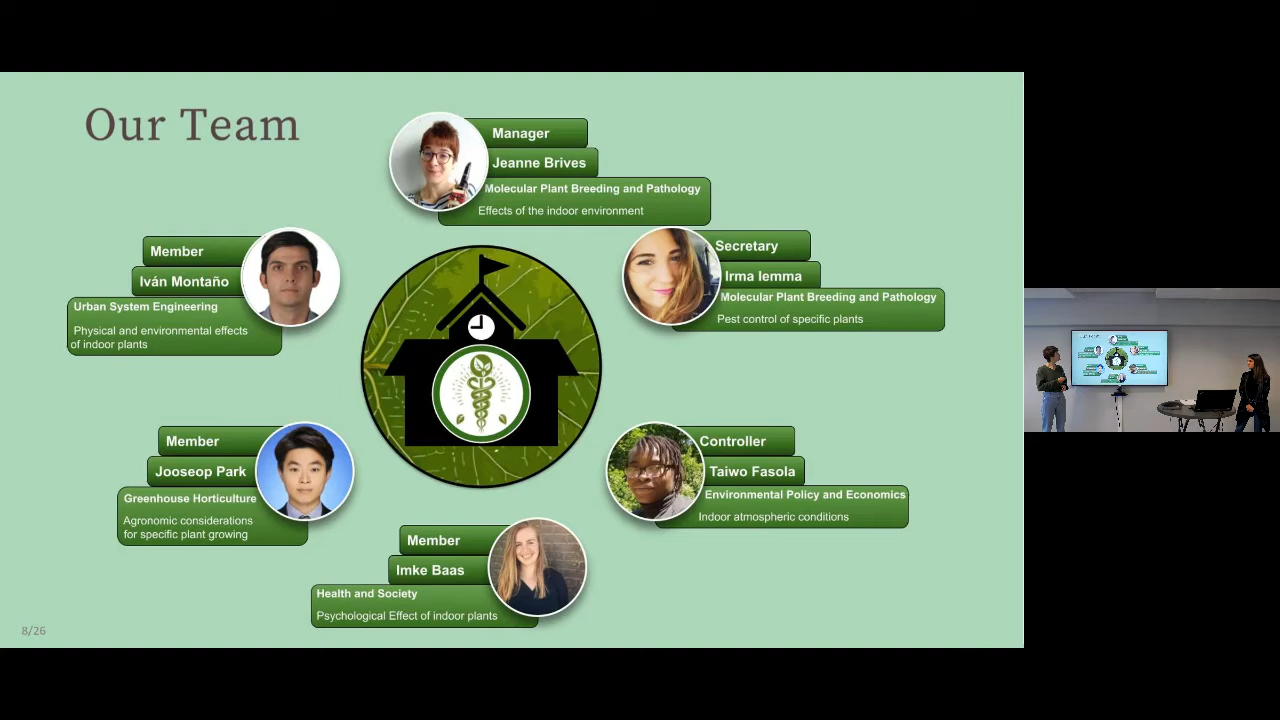 Our Team
Manager
Jeanne Brives
Molecular Plant Breeding and Pathology
Effects of the indoor environment
Member
Iván Montaño
Urban System Engineering
Physical and environmental effects
of indoor plants
Secretary
Irma Iemma
Molecular Plant Breeding and Pathology
Pest control of specific plants
Member
Jooseop Park
Greenhouse Horticulture
Agronomic considerations
for specific plant growing
Controller
Taiwo Fasola
Environmental Policy and Economics
Indoor atmospheric conditions
Member
Imke Baas
Health and Society
Psychological Effect of indoor plants
8/26